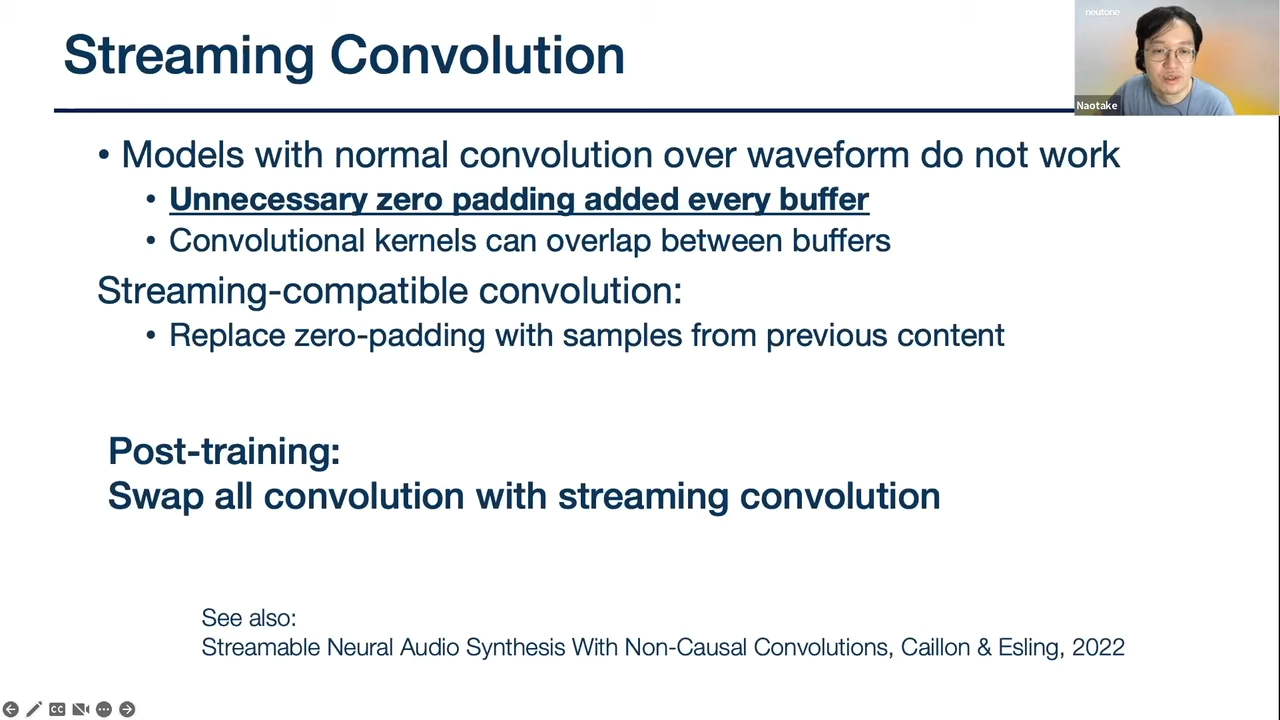 Streaming Convolution
neutone
Naotake
• Models with normal convolution over waveform do not work
• Unnecessary zero padding added every buffer
• Convolutional kernels can overlap between buffers
Streaming-compatible convolution:
• Replace zero-padding with samples from previous content
Post-training:
Swap all convolution with streaming convolution
See also:
Streamable Neural Audio Synthesis With Non-Causal Convolutions, Caillon & Esling, 2022
CC